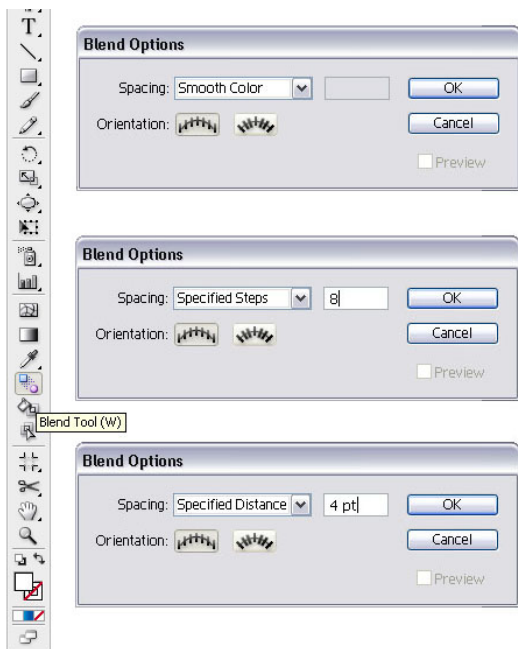 T
Blend Options
Spacing: Smooth Color
OK
Orientation:
Cancel
Preview
Blend Options
Spacing: Specified Steps 8
OK
Orientation:
Cancel
Preview
Blend Tool (W)
Blend Options
Spacing: Specified Distance 4 pt
OK
Orientation:
Cancel
Preview